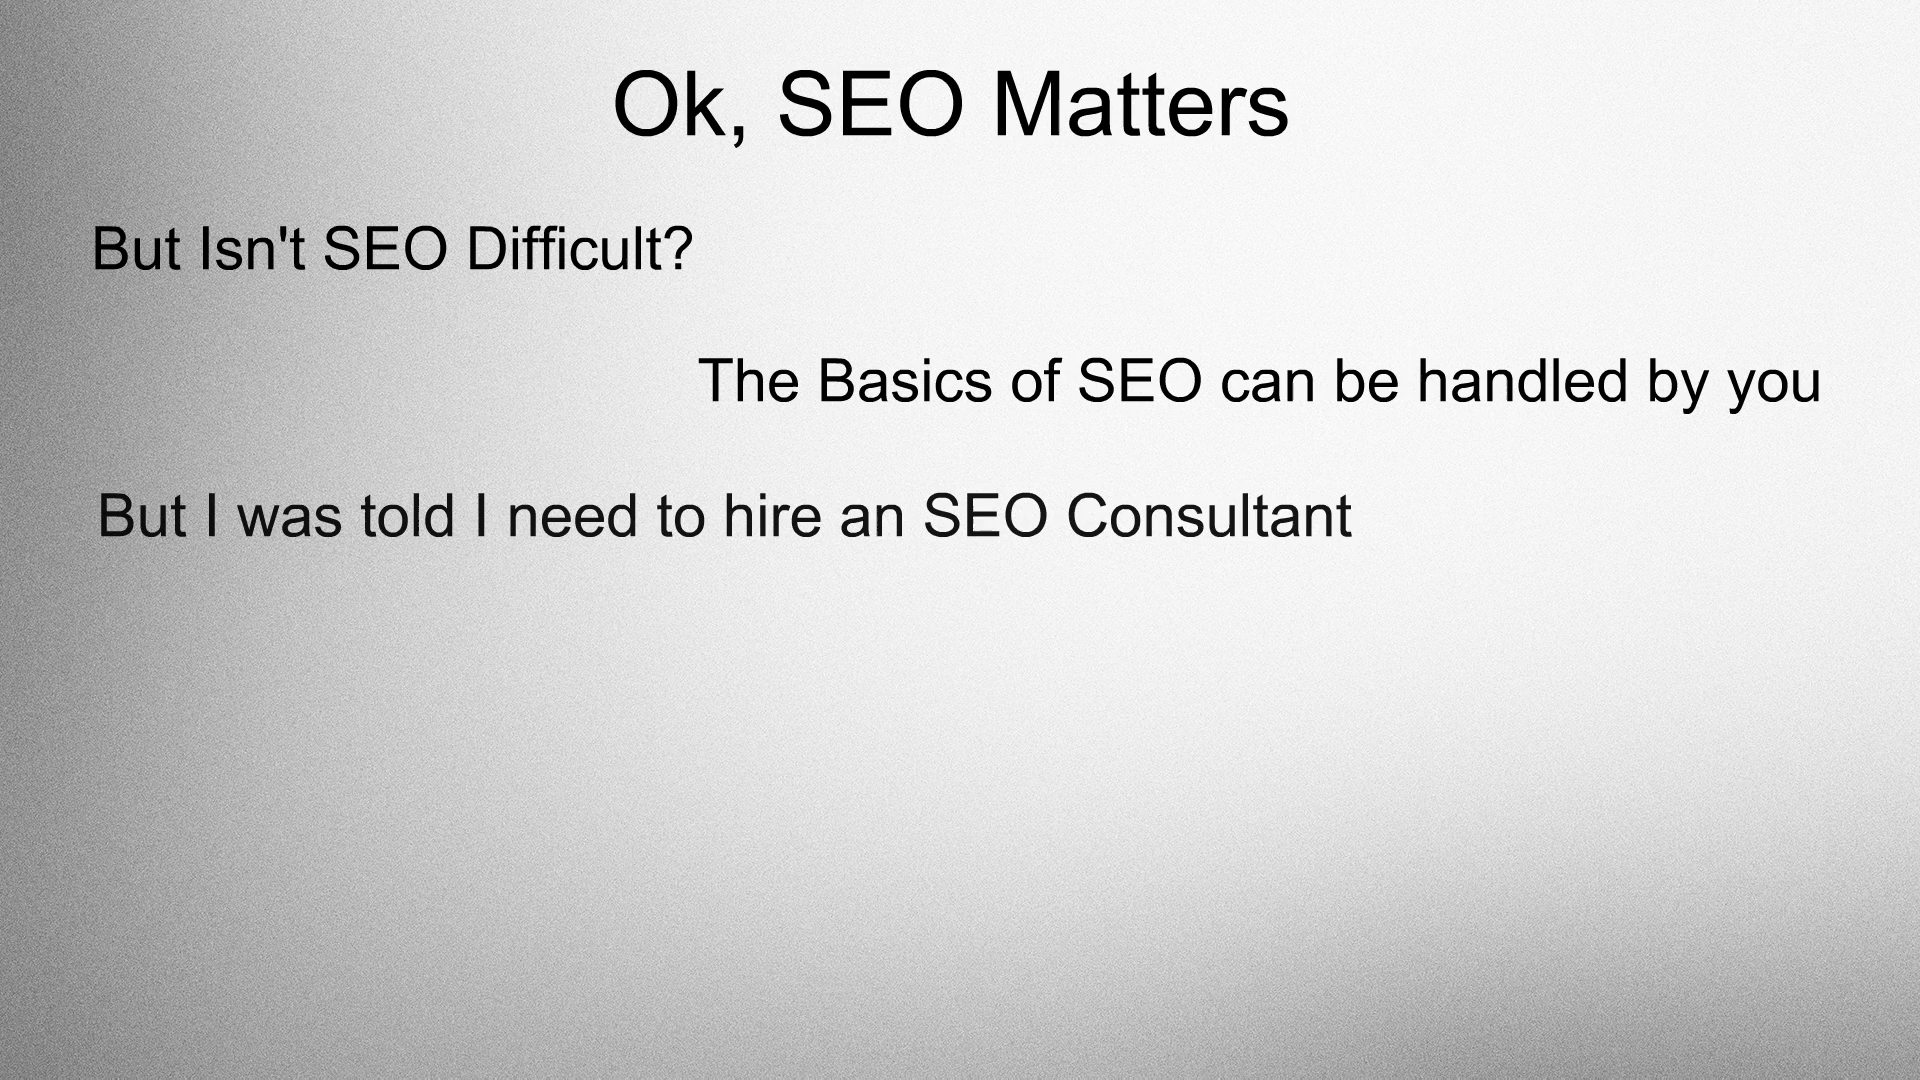 Ok, SEO Matters
But Isn't SEO Difficult?
The Basics of SEO can be handled by you
But I was told I need to hire an SEO Consultant